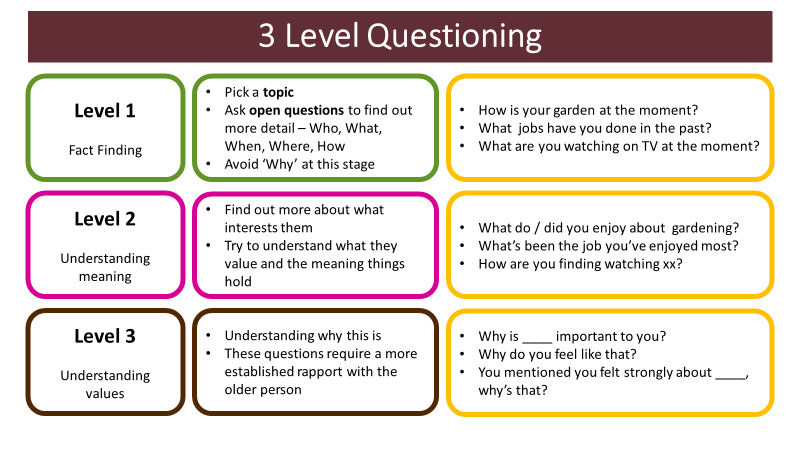 3 Level Questioning
Level 1
Fact Finding
• Pick a topic
• Ask open questions to find out
more detail – Who, What,
When, Where, How
• Avoid ‘Why’ at this stage
• How is your garden at the moment?
• What  jobs have you done in the past?
• What are you watching on TV at the moment?
Level 2
Understanding
meaning
• Find out more about what
interests them
• Try to understand what they
value and the meaning things
hold
• What do / did you enjoy about  gardening?
• What’s been the job you’ve enjoyed most?
• How are you finding watching xx?
Level 3
Understanding
values
• Understanding why this is
• These questions require a more
established rapport with the
older person
• Why is ____ important to you?
• Why do you feel like that?
• You mentioned you felt strongly about ____,
why’s that?